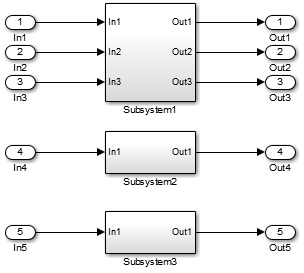 1 In1 Out1 1
In1 Out1
2 In2 Out2 2
In2 Out2
3 In3 Out3 3
In3 Out3
Subsystem1
4 In1 Out1 4
In4 Subsystem2 Out4
5 In1 Out1 5
In5 Subsystem3 Out5